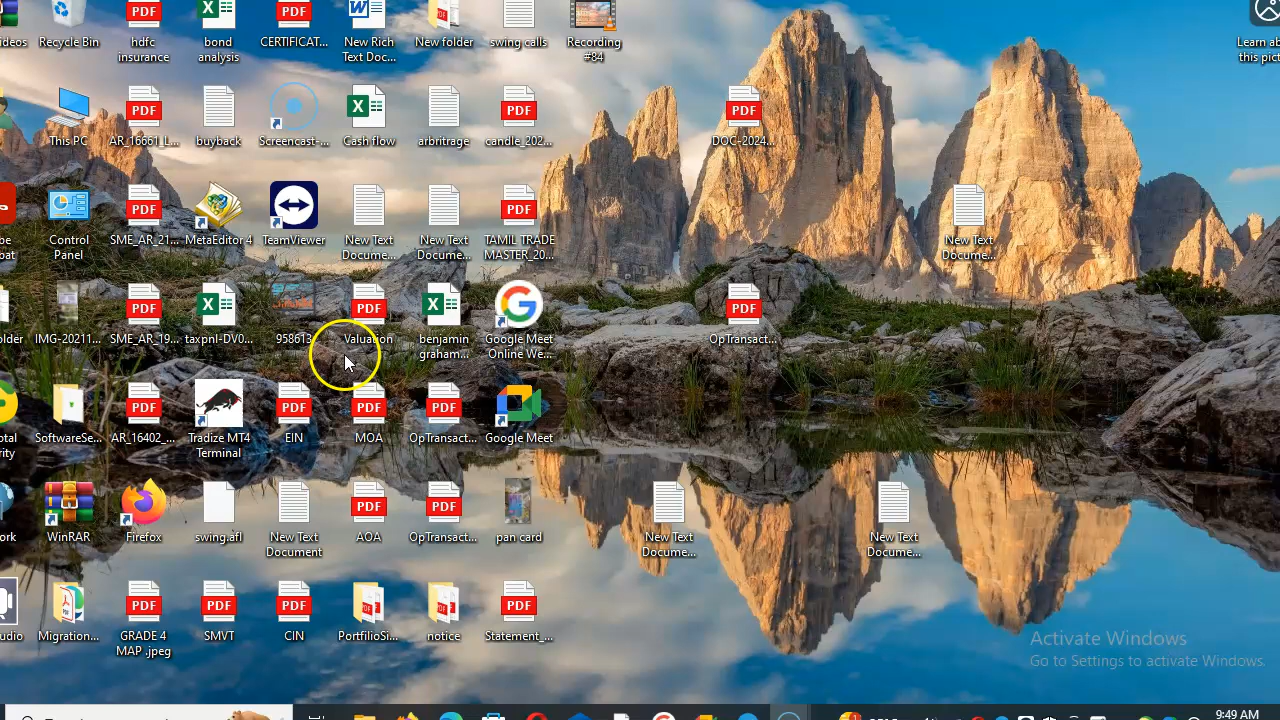 ideos
Recycle Bin
hdfc
insurance
bond
analysis
CERTIFICAT...
New Rich
Text Doc...
New folder
swing calls
Recording
#84
Learn ab
this pict
This PC
AR_16661_L...
buyback
Screencast-...
Cash flow
arbritrage
candle_202...
DOC-2024...
be
bat
Control
Panel
SME_AR_21...
MetaEditor 4
TeamViewer
New Text
Docume...
New Text
Docume...
TAMIL TRADE
MASTER_20...
New Text
Docume...
older
IMG-20211...
SME_AR_19...
taxpnl-DV0...
958613
Valuation
benjamin
graham...
Google Meet
Online We...
OpTransact...
otal
rity
SoftwareSe...
AR_16402_...
Tradize MT4
Terminal
EIN
MOA
OpTransact...
Google Meet
ork
WinRAR
Firefox
swing.afl
New Text
Document
AOA
OpTransact...
pan card
New Text
Docume...
New Text
Docume...
udio
Migration...
GRADE 4
MAP .jpeg
SMVT
CIN
PortfilioSi...
notice
Statement_...
Activate Windows
Go to Settings to activate Windows.
9:49 AM